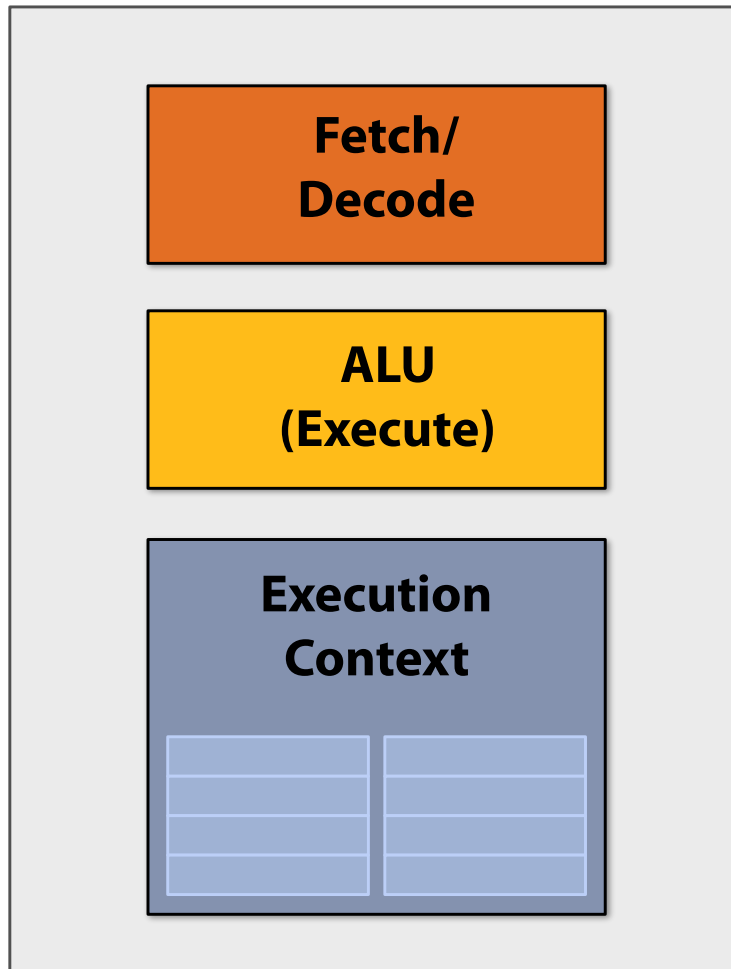 Fetch/
Decode
ALU
(Execute)
Execution
Context